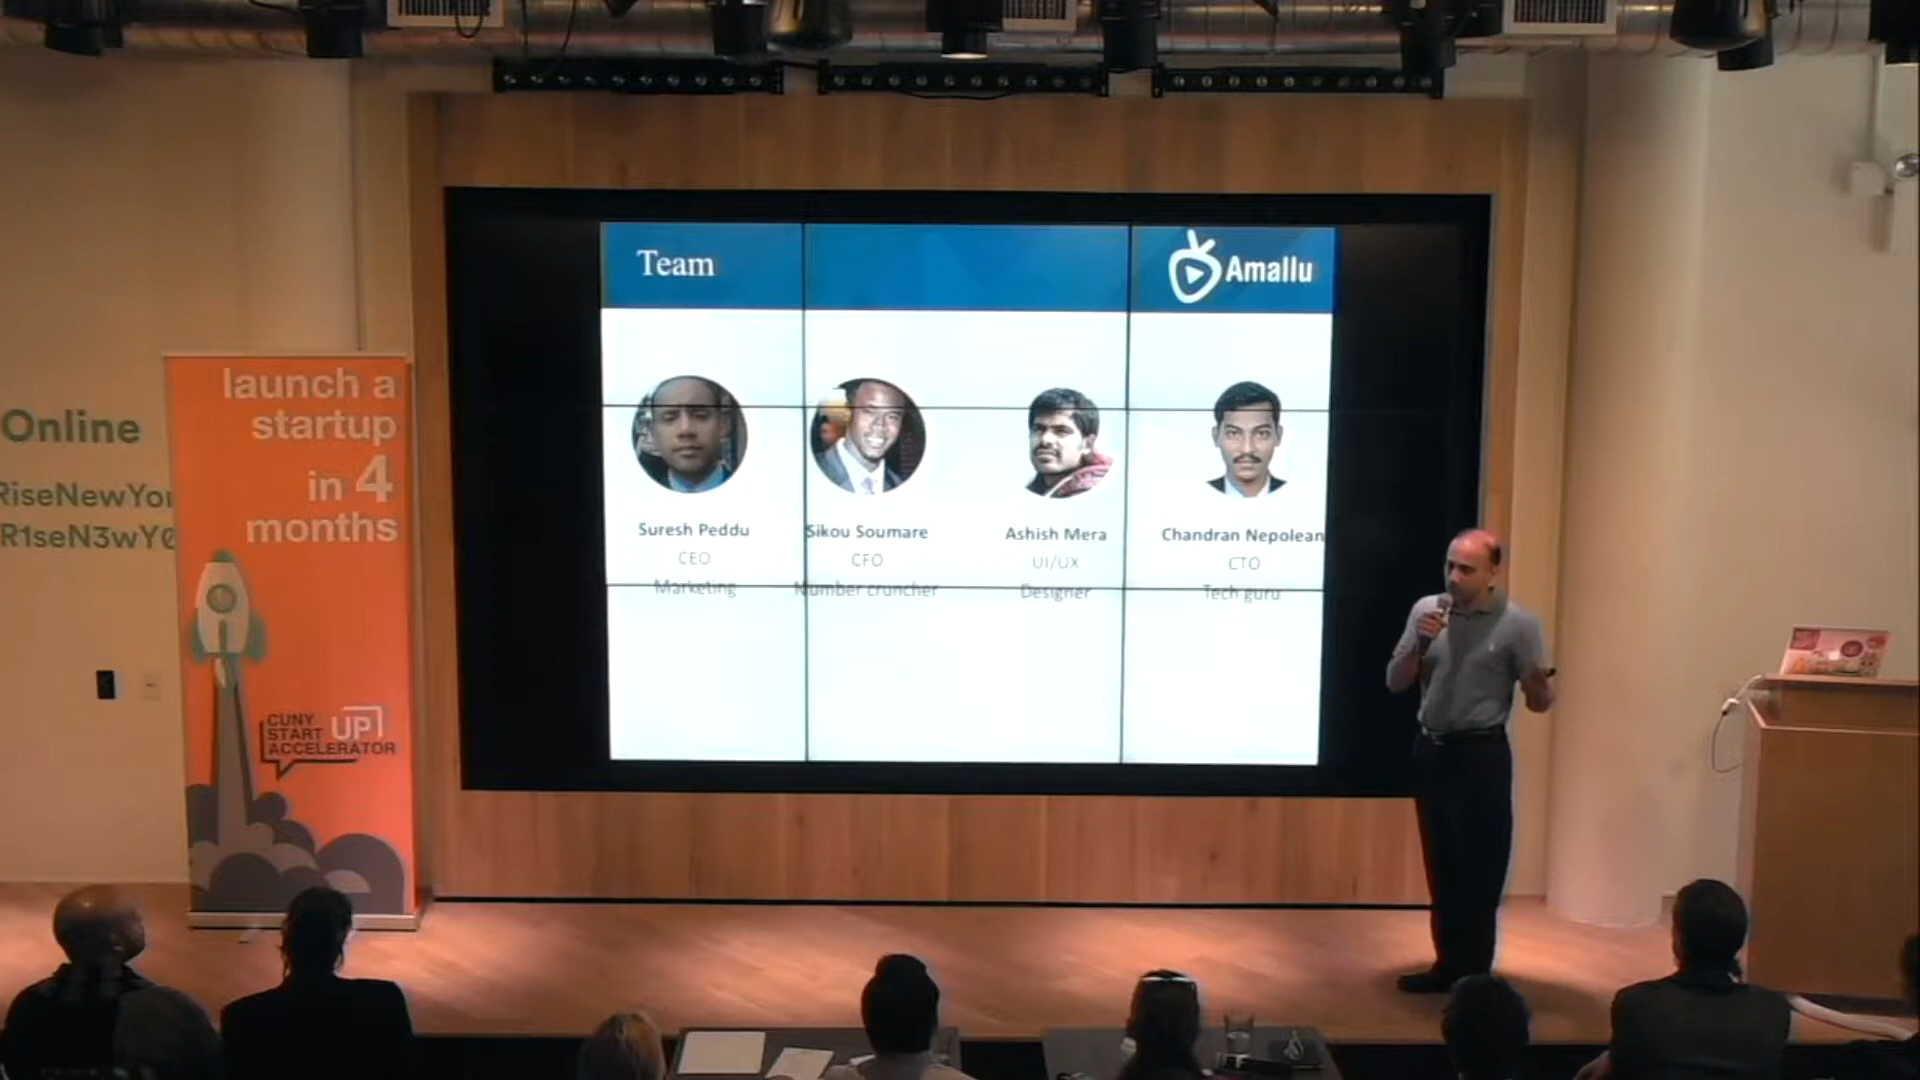 Online
RiseNewYor
R1seN3wY0
launch a
startup
in 4
months
CUNY
START UP
ACCELERATOR
Team
Amallu
Suresh Peddu
CEO
Marketing
Sikou Soumare
CFO
Number cruncher
Ashish Mera
UI/UX
Designer
Chandran Nepolean
CTO
Tech guru